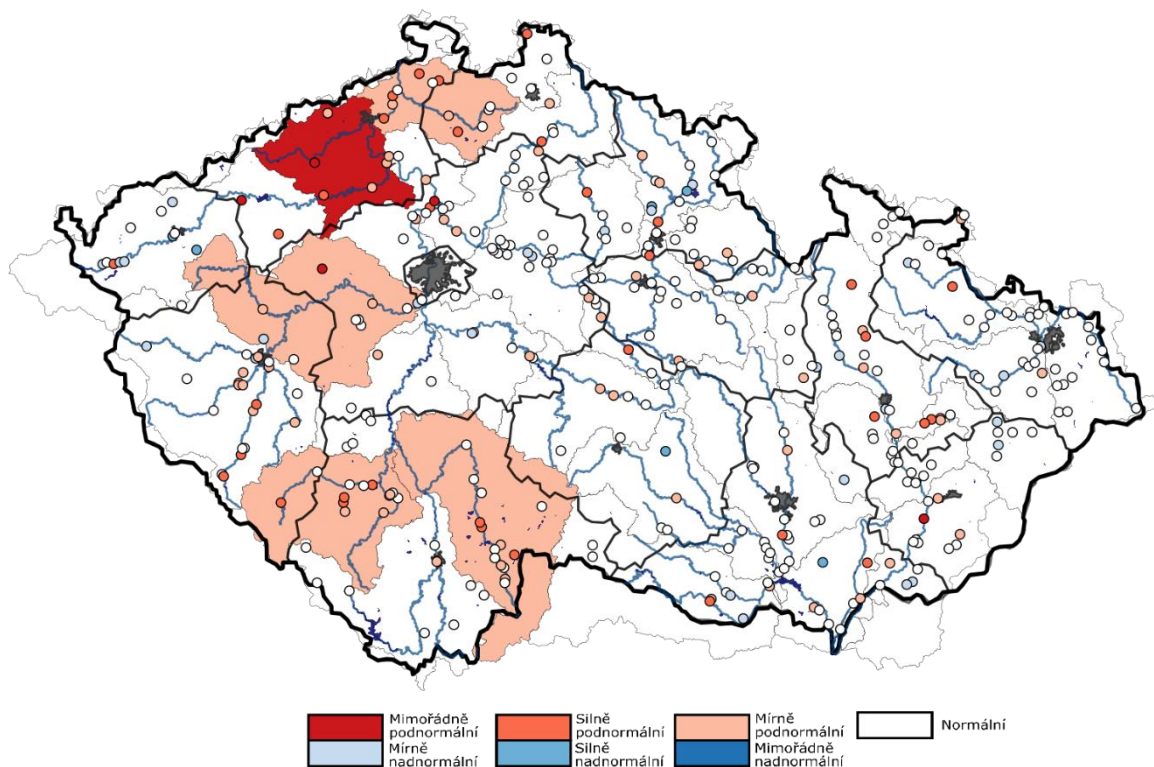 Mimořádně
podnormální
Silně
podnormální
Mírně
podnormální
Normální
Mírně
nadnormální
Silně
nadnormální
Mimořádně
nadnormální